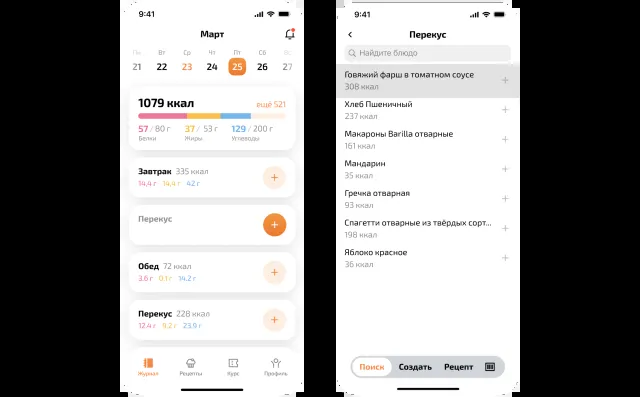 9:41
Март
Пн Вт Ср Чт Пт Сб Вс
21 22 23 24 25 26 27
1079 ккал ещё 521
57 / 80 г 37 / 53 г 129 / 200 г
Белки Жиры Углеводы
Завтрак 335 ккал
14,4 г 14,4 г 42 г
Перекус
Обед 72 ккал
3.6 г 0.1 г 14.2 г
Перекус 228 ккал
12.4 г 9,2 г 23,9 г
Журнал Рецепты Курс Профиль
9:41
Перекус
Найдите блюдо
Говяжий фарш в томатном соусе
308 ккал
Хлеб Пшеничный
237 ккал
Макароны Barilla отварные
161 ккал
Мандарин
35 ккал
Гречка отварная
93 ккал
Спагетти отварные из твёрдых сорт...
198 ккал
Яблоко красное
36 ккал
Поиск Создать Рецепт